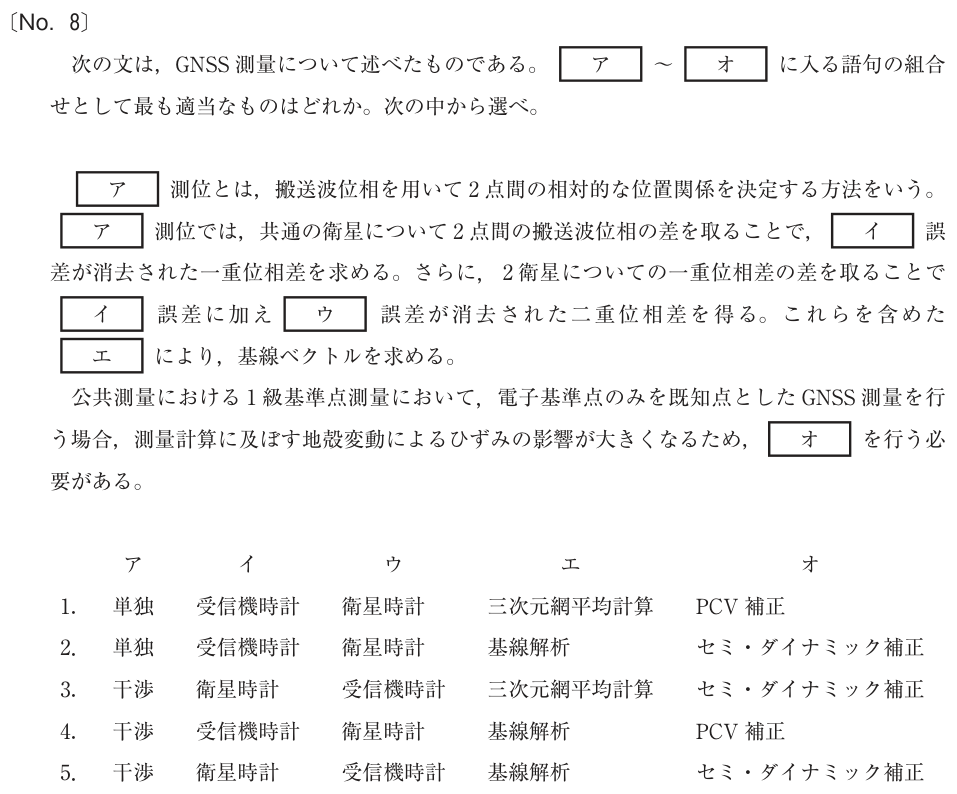 〔No. 8〕
次の文は，GNSS 測量について述べたものである。 ア ～ オ に入る語句の組合
せとして最も適当なものはどれか。次の中から選べ。
ア 測位とは，搬送波位相を用いて２点間の相対的な位置関係を決定する方法をいう。
ア 測位では，共通の衛星について２点間の搬送波位相の差を取ることで， イ 誤
差が消去された一重位相差を求める。さらに，２衛星についての一重位相差の差を取ることで
イ 誤差に加え ウ 誤差が消去された二重位相差を得る。これらを含めた
エ により，基線ベクトルを求める。
公共測量における１級基準点測量において，電子基準点のみを既知点とした GNSS 測量を行
う場合，測量計算に及ぼす地殻変動によるひずみの影響が大きくなるため， オ を行う必
要がある。
ア イ ウ エ オ
1. 単独 受信機時計 衛星時計 三次元網平均計算 PCV 補正
2. 単独 受信機時計 衛星時計 基線解析 セミ・ダイナミック補正
3. 干渉 衛星時計 受信機時計 三次元網平均計算 セミ・ダイナミック補正
4. 干渉 受信機時計 衛星時計 基線解析 PCV 補正
5. 干渉 衛星時計 受信機時計 基線解析 セミ・ダイナミック補正